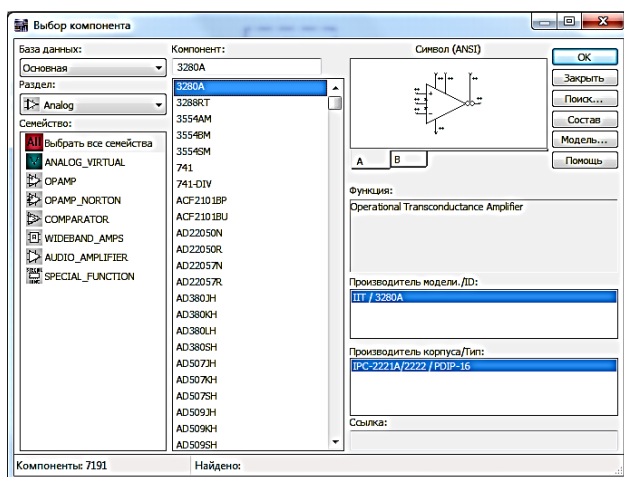 Выбор компонента
База данных:
Основная
Раздел:
Analog
Семейство:
All Выбрать все семейства
ANALOG_VIRTUAL
OPAMP
OPAMP_NORTON
COMPARATOR
WIDEBAND_AMPS
AUDIO_AMPLIFIER
SPECIAL_FUNCTION
Компонент:
3280A
3280A
3288RT
3554AM
3554BM
3554SM
741
741-DIV
ACF2101BP
ACF2101BU
AD22050N
AD22050R
AD22057N
AD22057R
AD380JH
AD380KH
AD380LH
AD380SH
AD507JH
AD507KH
AD507SH
AD509JH
AD509KH
AD509SH
Символ (ANSI)
A
B
Функция:
Operational Transconductance Amplifier
Производитель модели./ID:
IIT / 3280A
Производитель корпуса/Тип:
IPC-2221A/2222 / PDIP-16
Ссылка:
OK
Закрыть
Поиск...
Состав
Модель...
Помощь
Компоненты: 7191
Найдено: